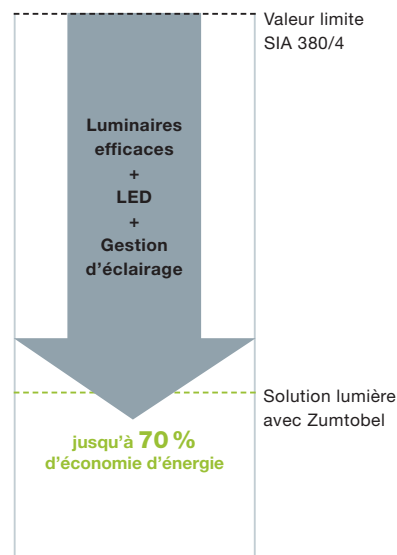 Valeur limite
SIA 380/4
Luminaires
efficaces
+
LED
+
Gestion
d’éclairage
Solution lumière
avec Zumtobel
jusqu’à 70 %
d’économie d’énergie